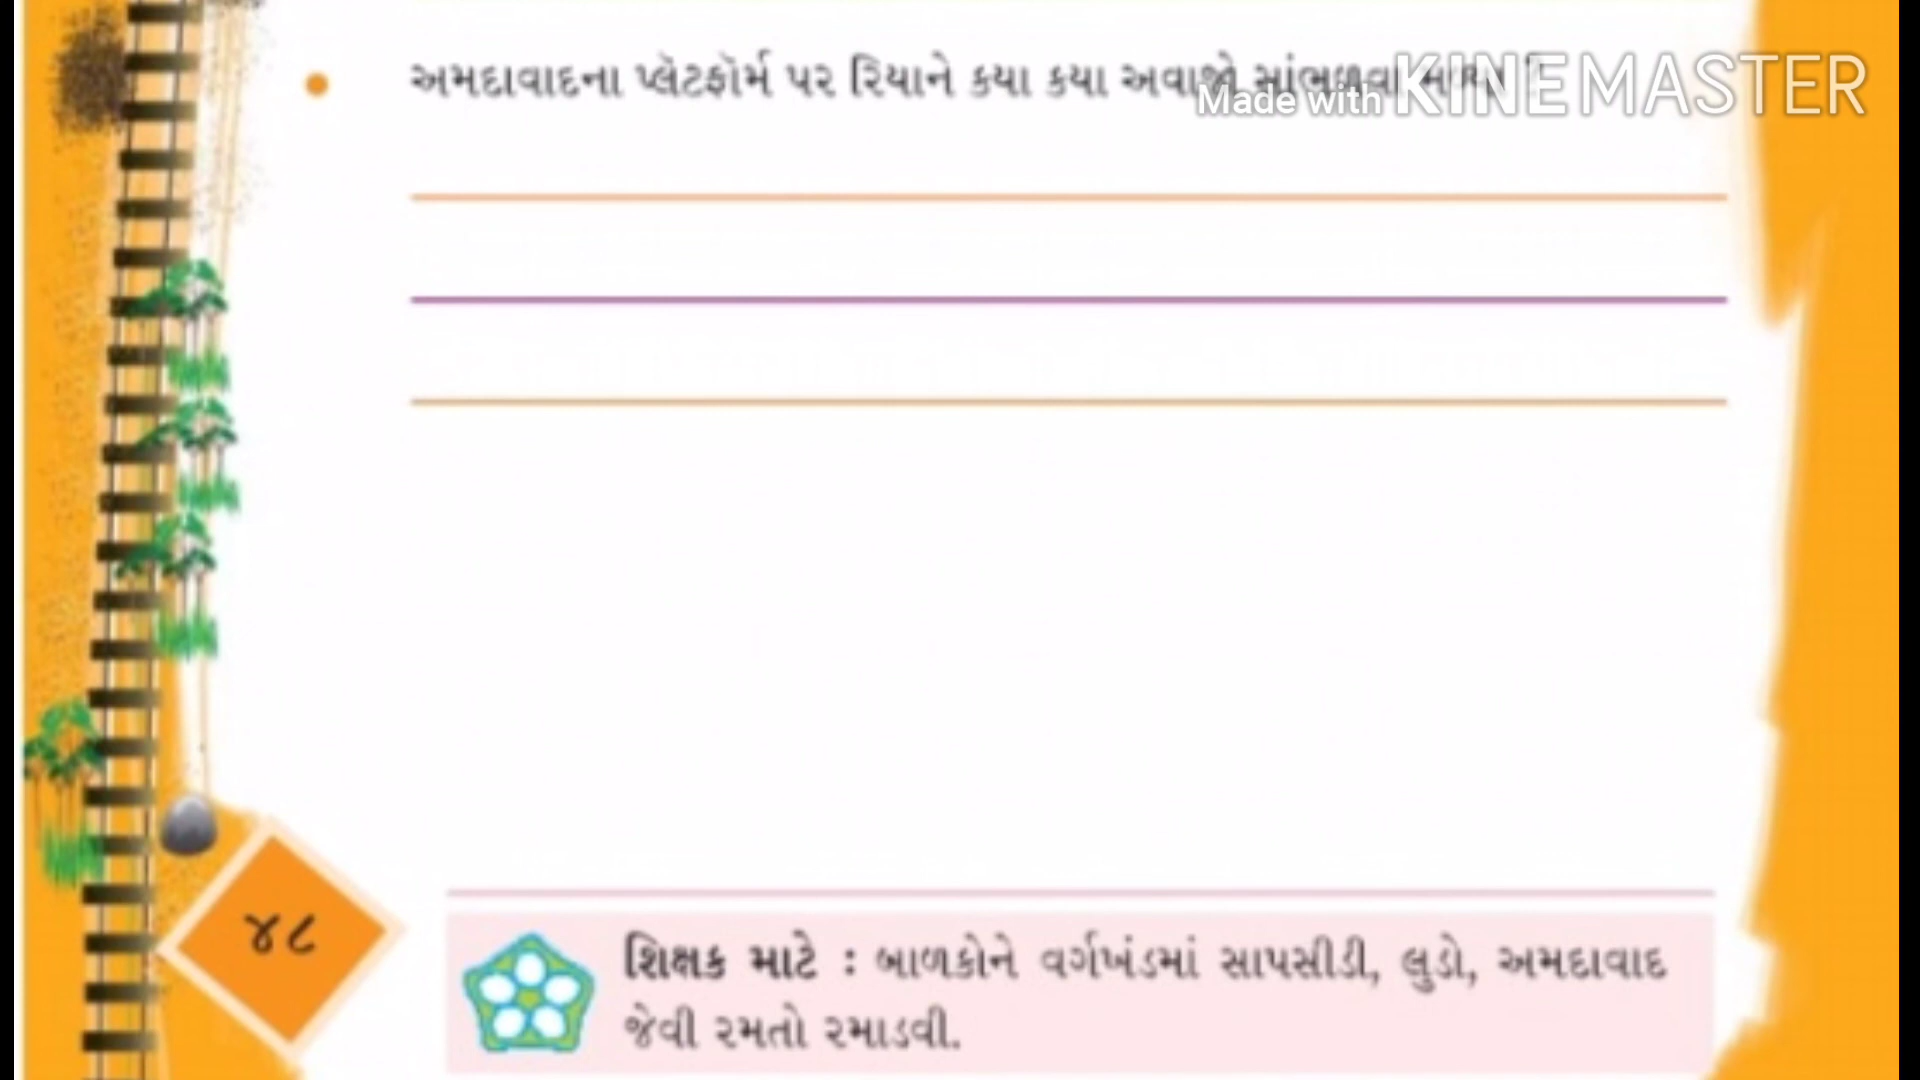 અમદાવાદના પ્લૅટફૉર્મ પર રિયાને કયા કયા અવાજો સાંભળવા
Made with KINEMASTER
૪૮
શિક્ષક માટે : બાળકોને વર્ગખંડમાં સાપસીડી, લુડો, અમદાવાદ
જેવી રમતો રમાડવી.